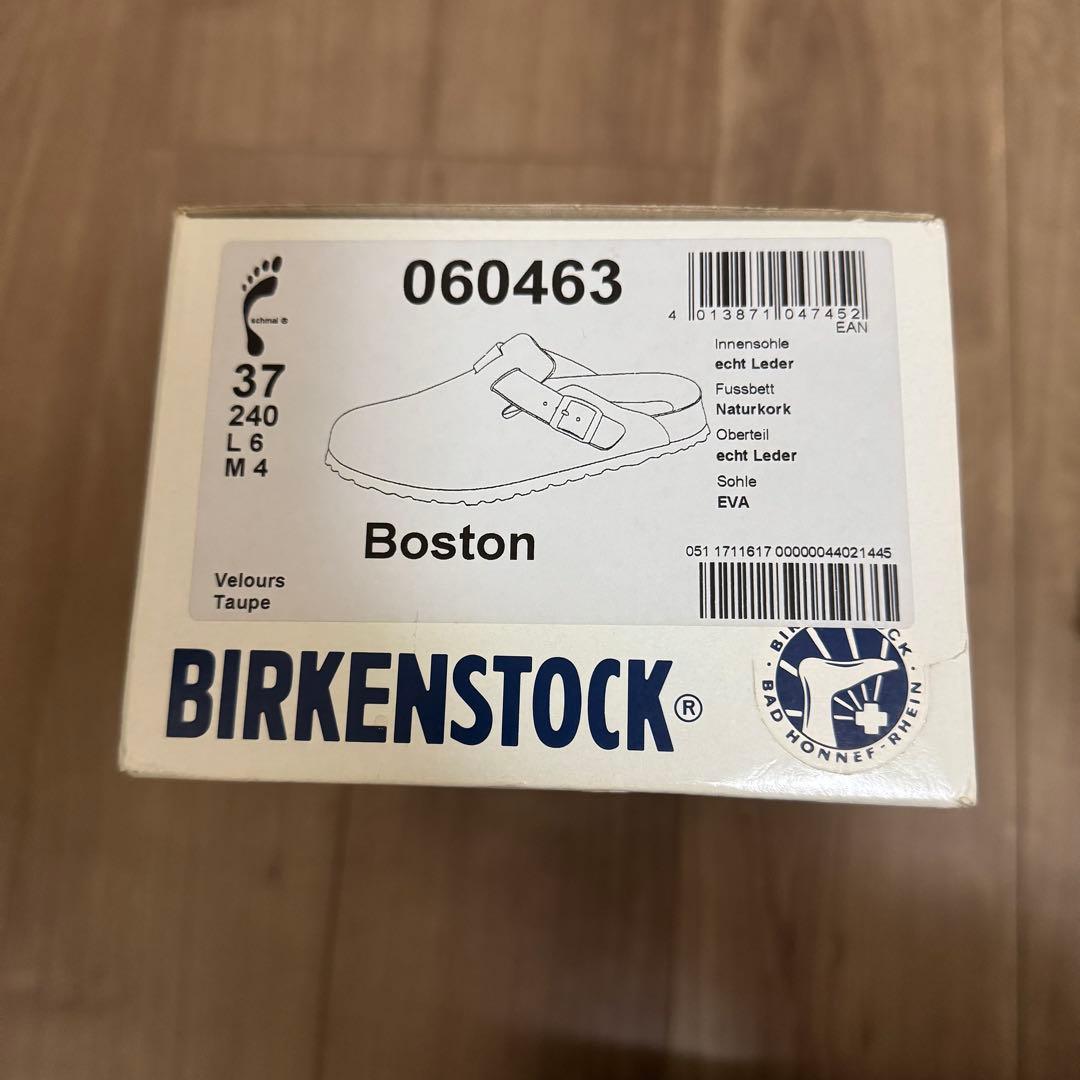 060463
schmal ®
37
240
L 6
M 4
4 013871 047452
EAN
Innensohle
echt Leder
Fussbett
Naturkork
Oberteil
echt Leder
Sohle
EVA
Boston
051 1711617 00000044021445
Velours
Taupe
BIRKENSTOCK®
BAD HONNEF-RHEIN